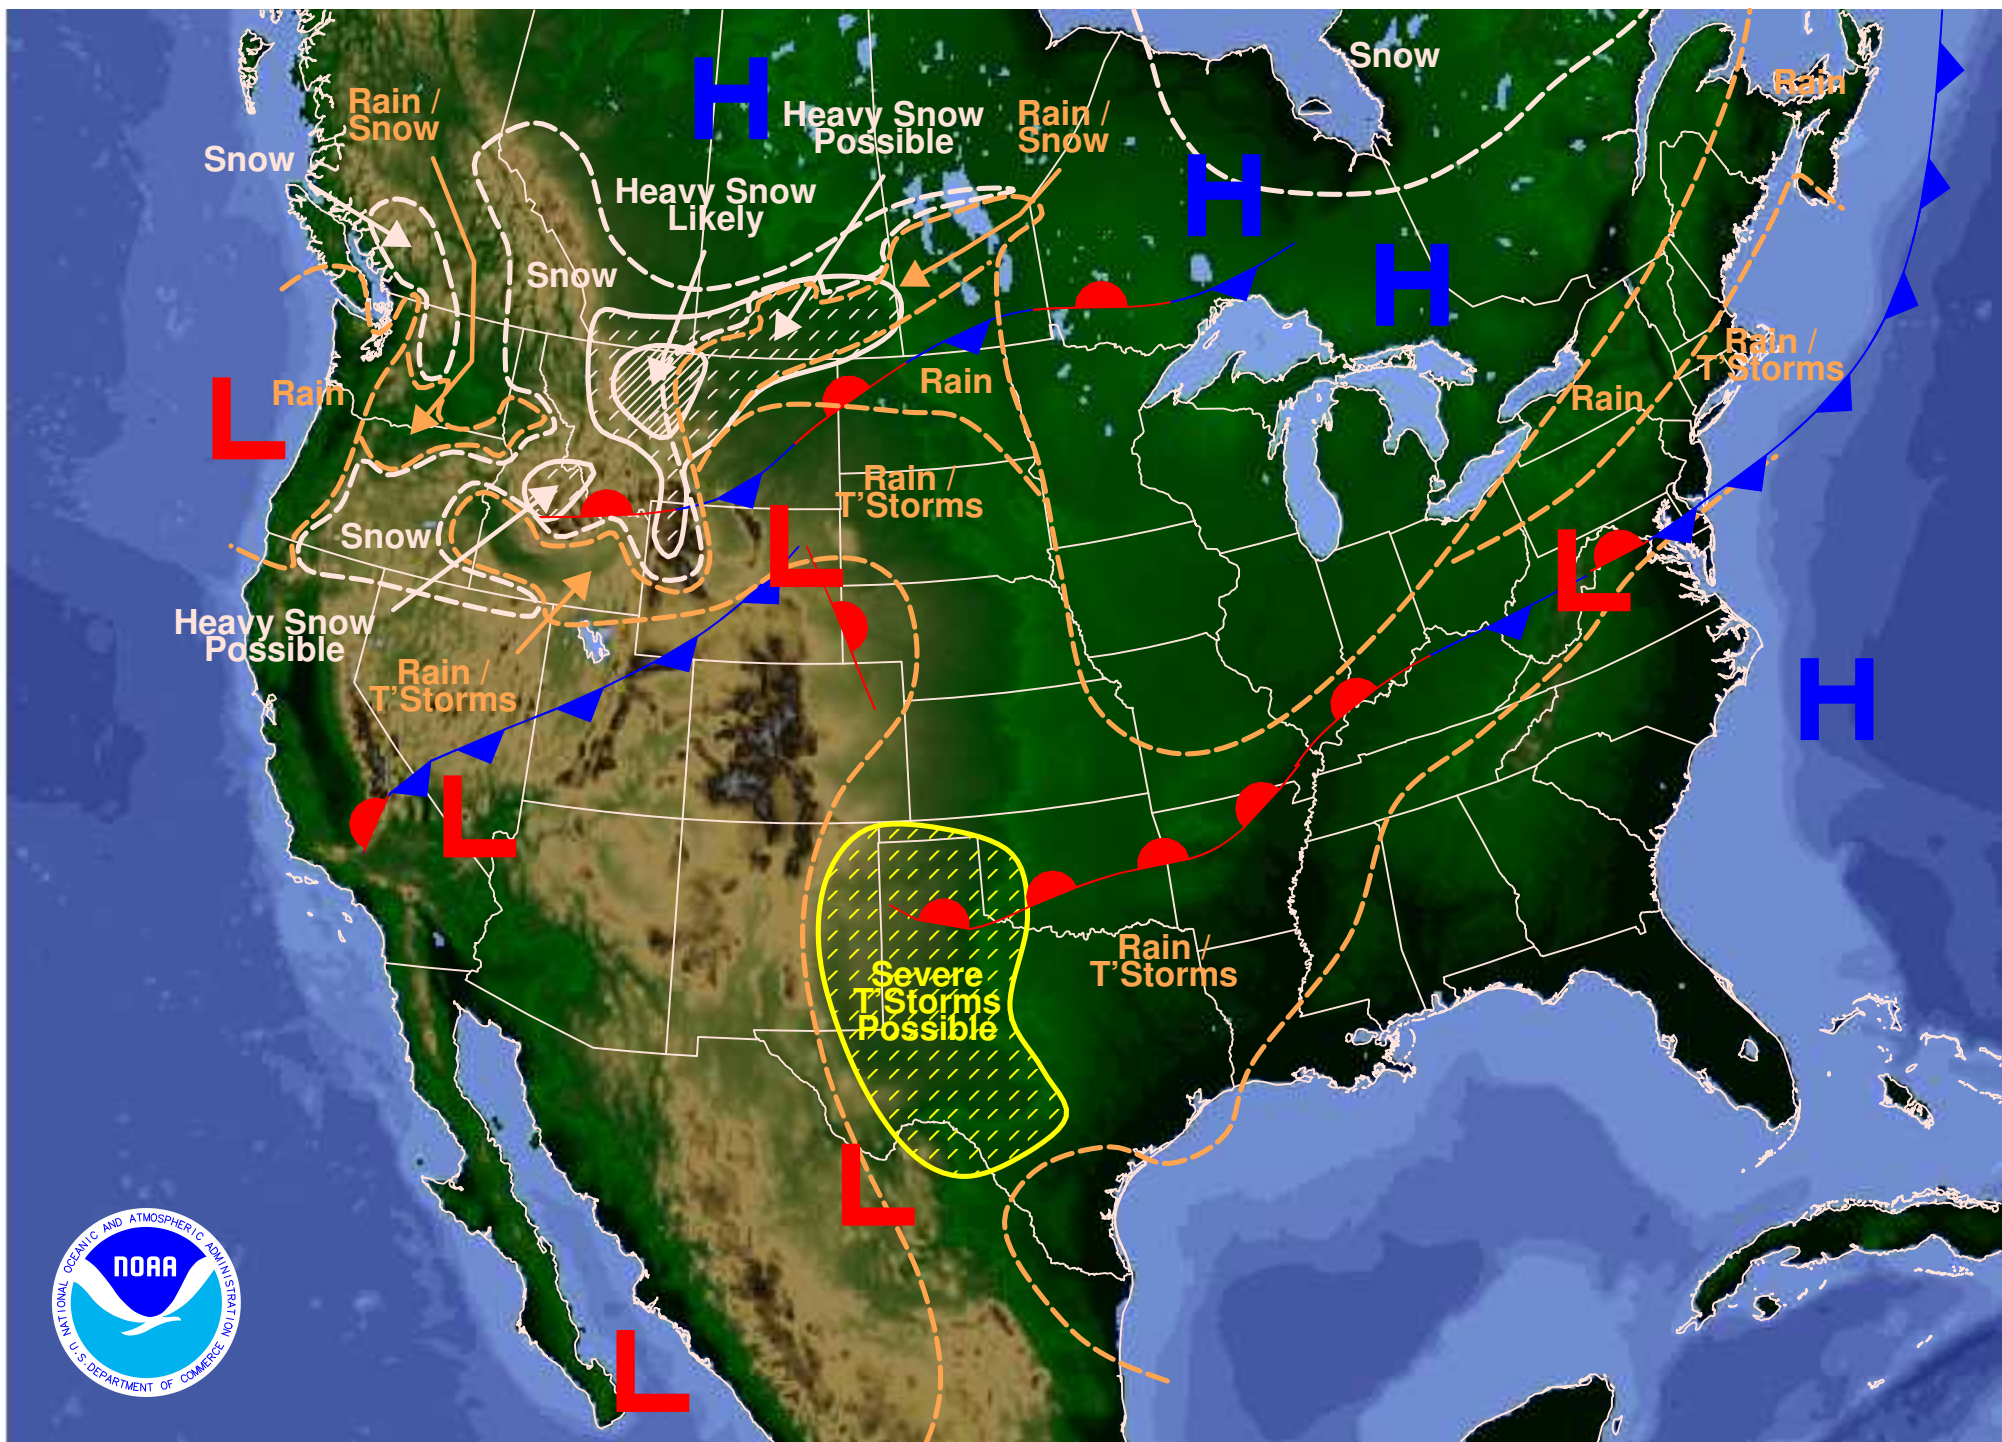 Snow
Rain
Rain /
Snow
H
Heavy Snow
Possible
Rain /
Snow
Snow
H
Heavy Snow
Likely
Snow
H
Rain /
T'Storms
L
Rain
Rain
Rain
Rain /
T'Storms
Snow
L
L
Heavy Snow
Possible
Rain /
T'Storms
H
L
Severe
T'Storms
Possible
Rain /
T'Storms
L
L
NATIONAL OCEANIC AND ATMOSPHERIC ADMINISTRATION
NOAA
U.S. DEPARTMENT OF COMMERCE